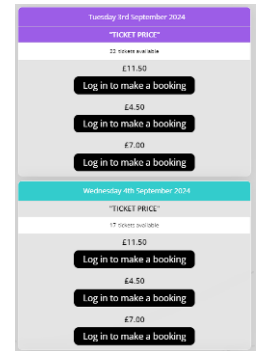 Tuesday 3rd September 2024
"TICKET PRICE"
22 tickets available
£11.50
Log in to make a booking
£4.50
Log in to make a booking
£7.00
Log in to make a booking
Wednesday 4th September 2024
"TICKET PRICE"
17 tickets available
£11.50
Log in to make a booking
£4.50
Log in to make a booking
£7.00
Log in to make a booking